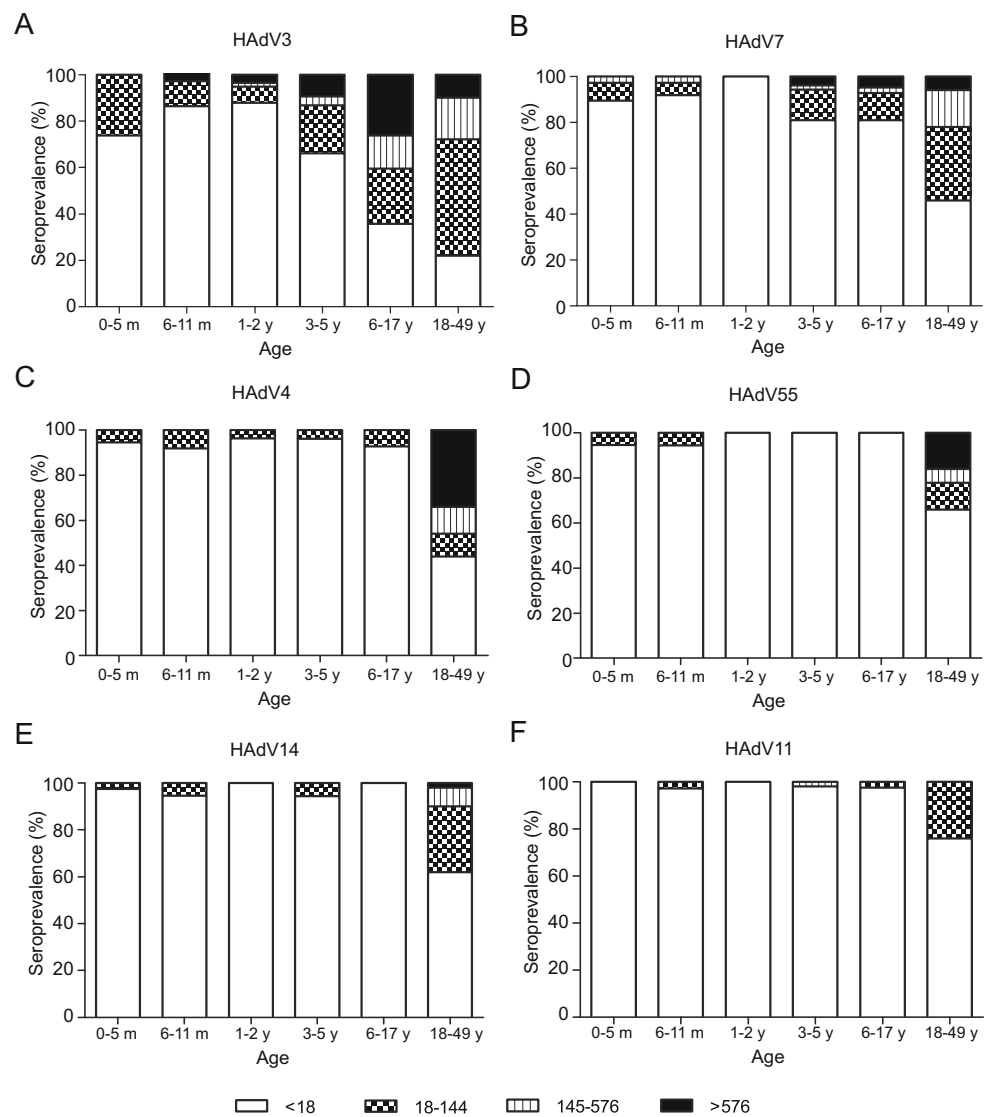 A
HAdV3
Seroprevalence (%)
100
80
60
40
20
0
0-5 m 6-11 m 1-2 y 3-5 y 6-17 y 18-49 y
Age
B
HAdV7
Seroprevalence (%)
100
80
60
40
20
0
0-5 m 6-11 m 1-2 y 3-5 y 6-17 y 18-49 y
Age
C
HAdV4
Seroprevalence (%)
100
80
60
40
20
0
0-5 m 6-11 m 1-2 y 3-5 y 6-17 y 18-49 y
Age
D
HAdV55
Seroprevalence (%)
100
80
60
40
20
0
0-5 m 6-11 m 1-2 y 3-5 y 6-17 y 18-49 y
Age
E
HAdV14
Seroprevalence (%)
100
80
60
40
20
0
0-5 m 6-11 m 1-2 y 3-5 y 6-17 y 18-49 y
Age
F
HAdV11
Seroprevalence (%)
100
80
60
40
20
0
0-5 m 6-11 m 1-2 y 3-5 y 6-17 y 18-49 y
Age
<18 18-144 145-576 >576